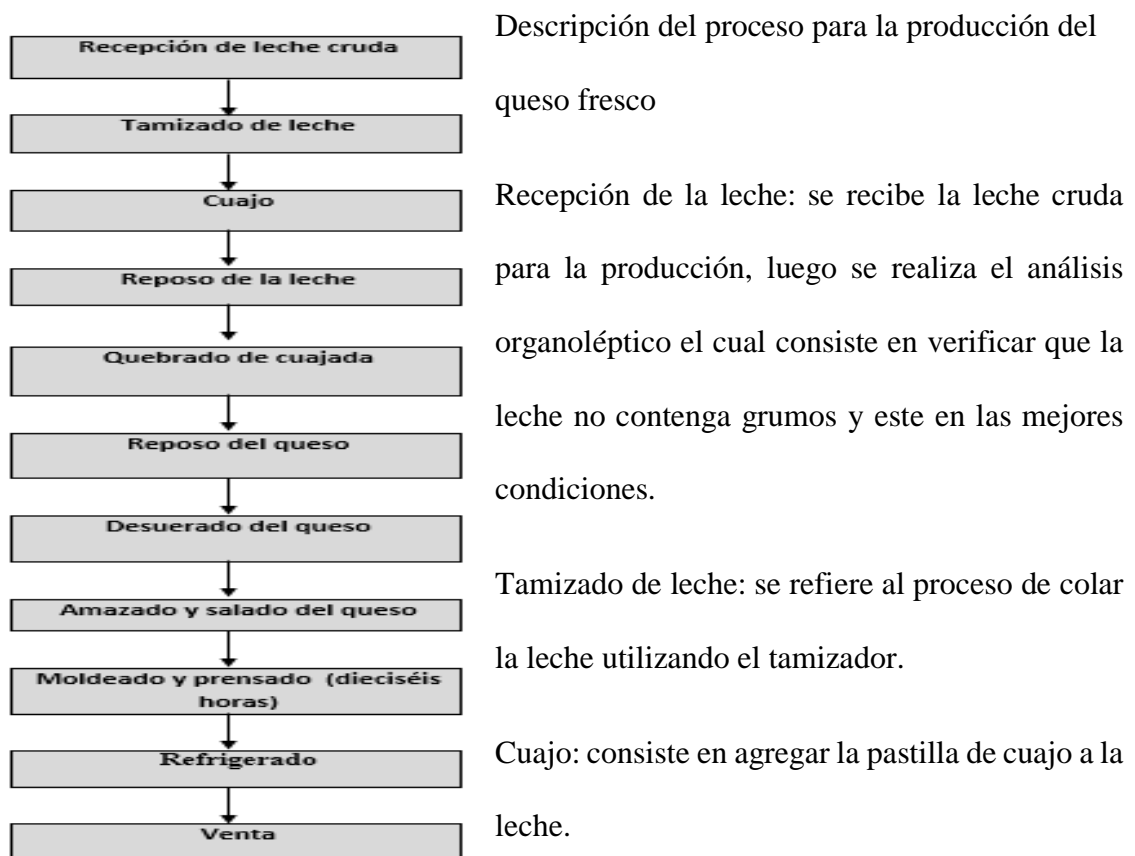 Recepción de leche cruda
Tamizado de leche
Cuajo
Reposo de la leche
Quebrado de cuajada
Reposo del queso
Desuerado del queso
Amazado y salado del queso
Moldeado y prensado (dieciséis
horas)
Refrigerado
Venta
Descripción del proceso para la producción del
queso fresco
Recepción de la leche: se recibe la leche cruda
para la producción, luego se realiza el análisis
organoléptico el cual consiste en verificar que la
leche no contenga grumos y este en las mejores
condiciones.
Tamizado de leche: se refiere al proceso de colar
la leche utilizando el tamizador.
Cuajo: consiste en agregar la pastilla de cuajo a la
leche.